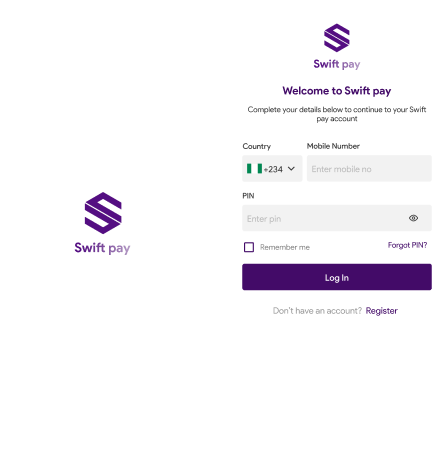 Swift pay
Swift pay
Welcome to Swift pay
Complete your details below to continue to your Swift
pay account
Country
Mobile Number
+234
Enter mobile no
PIN
Enter pin
Remember me
Forgot PIN?
Log In
Don't have an account? Register